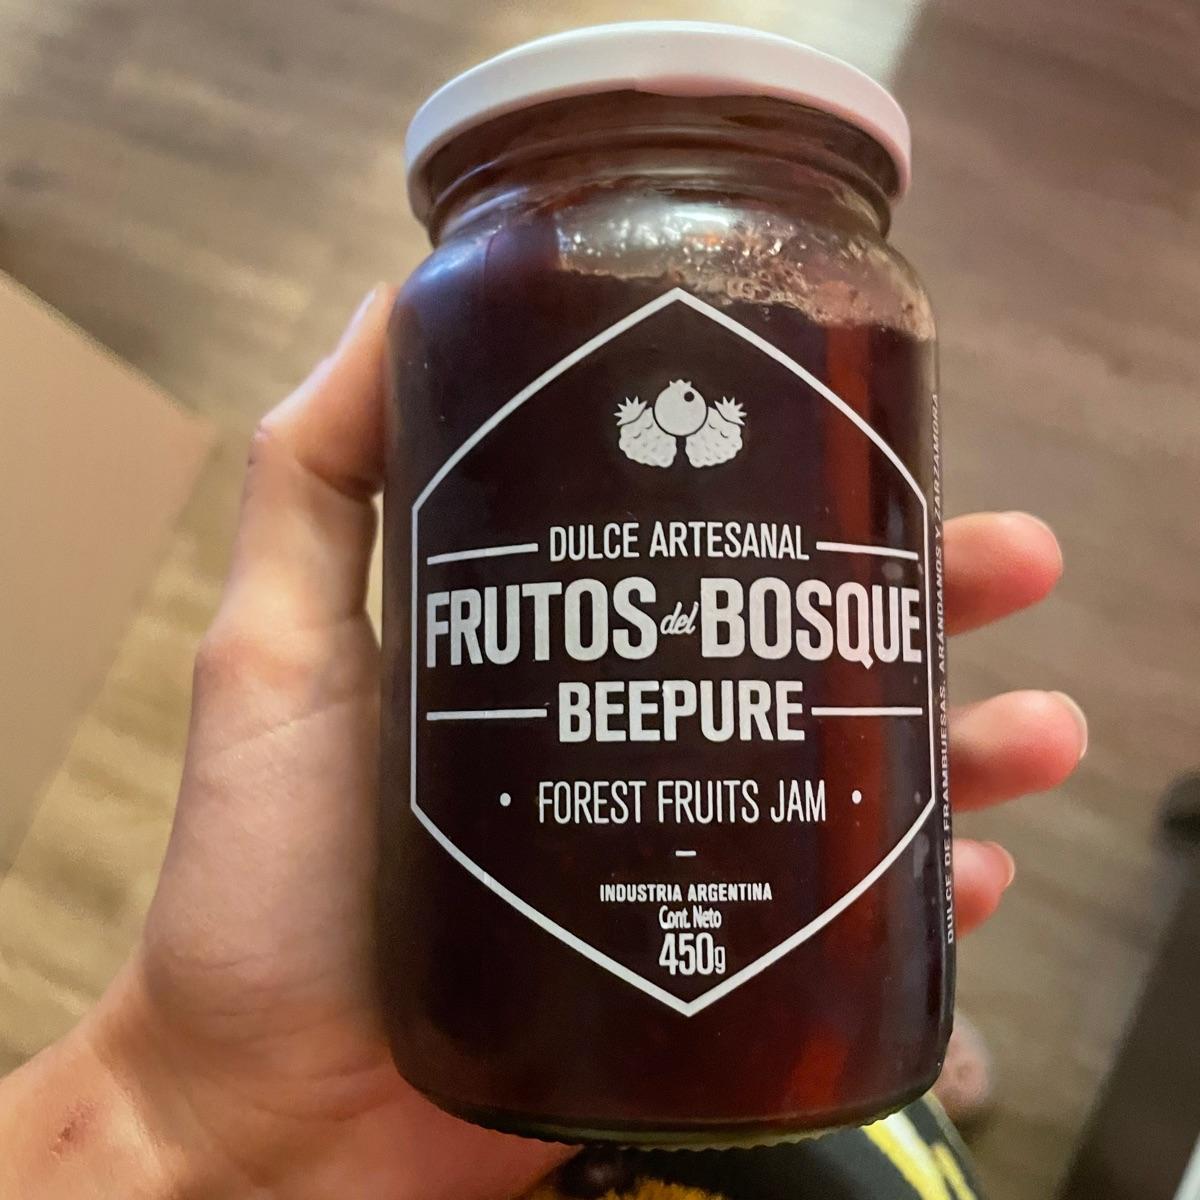 DULCE ARTESANAL
FRUTOS del BOSQUE
BEEPURE
• FOREST FRUITS JAM •
INDUSTRIA ARGENTINA
Cont. Neto
450g
DULCE DE FRAMBUESAS, ARÁNDANOS Y ZARZAMORA